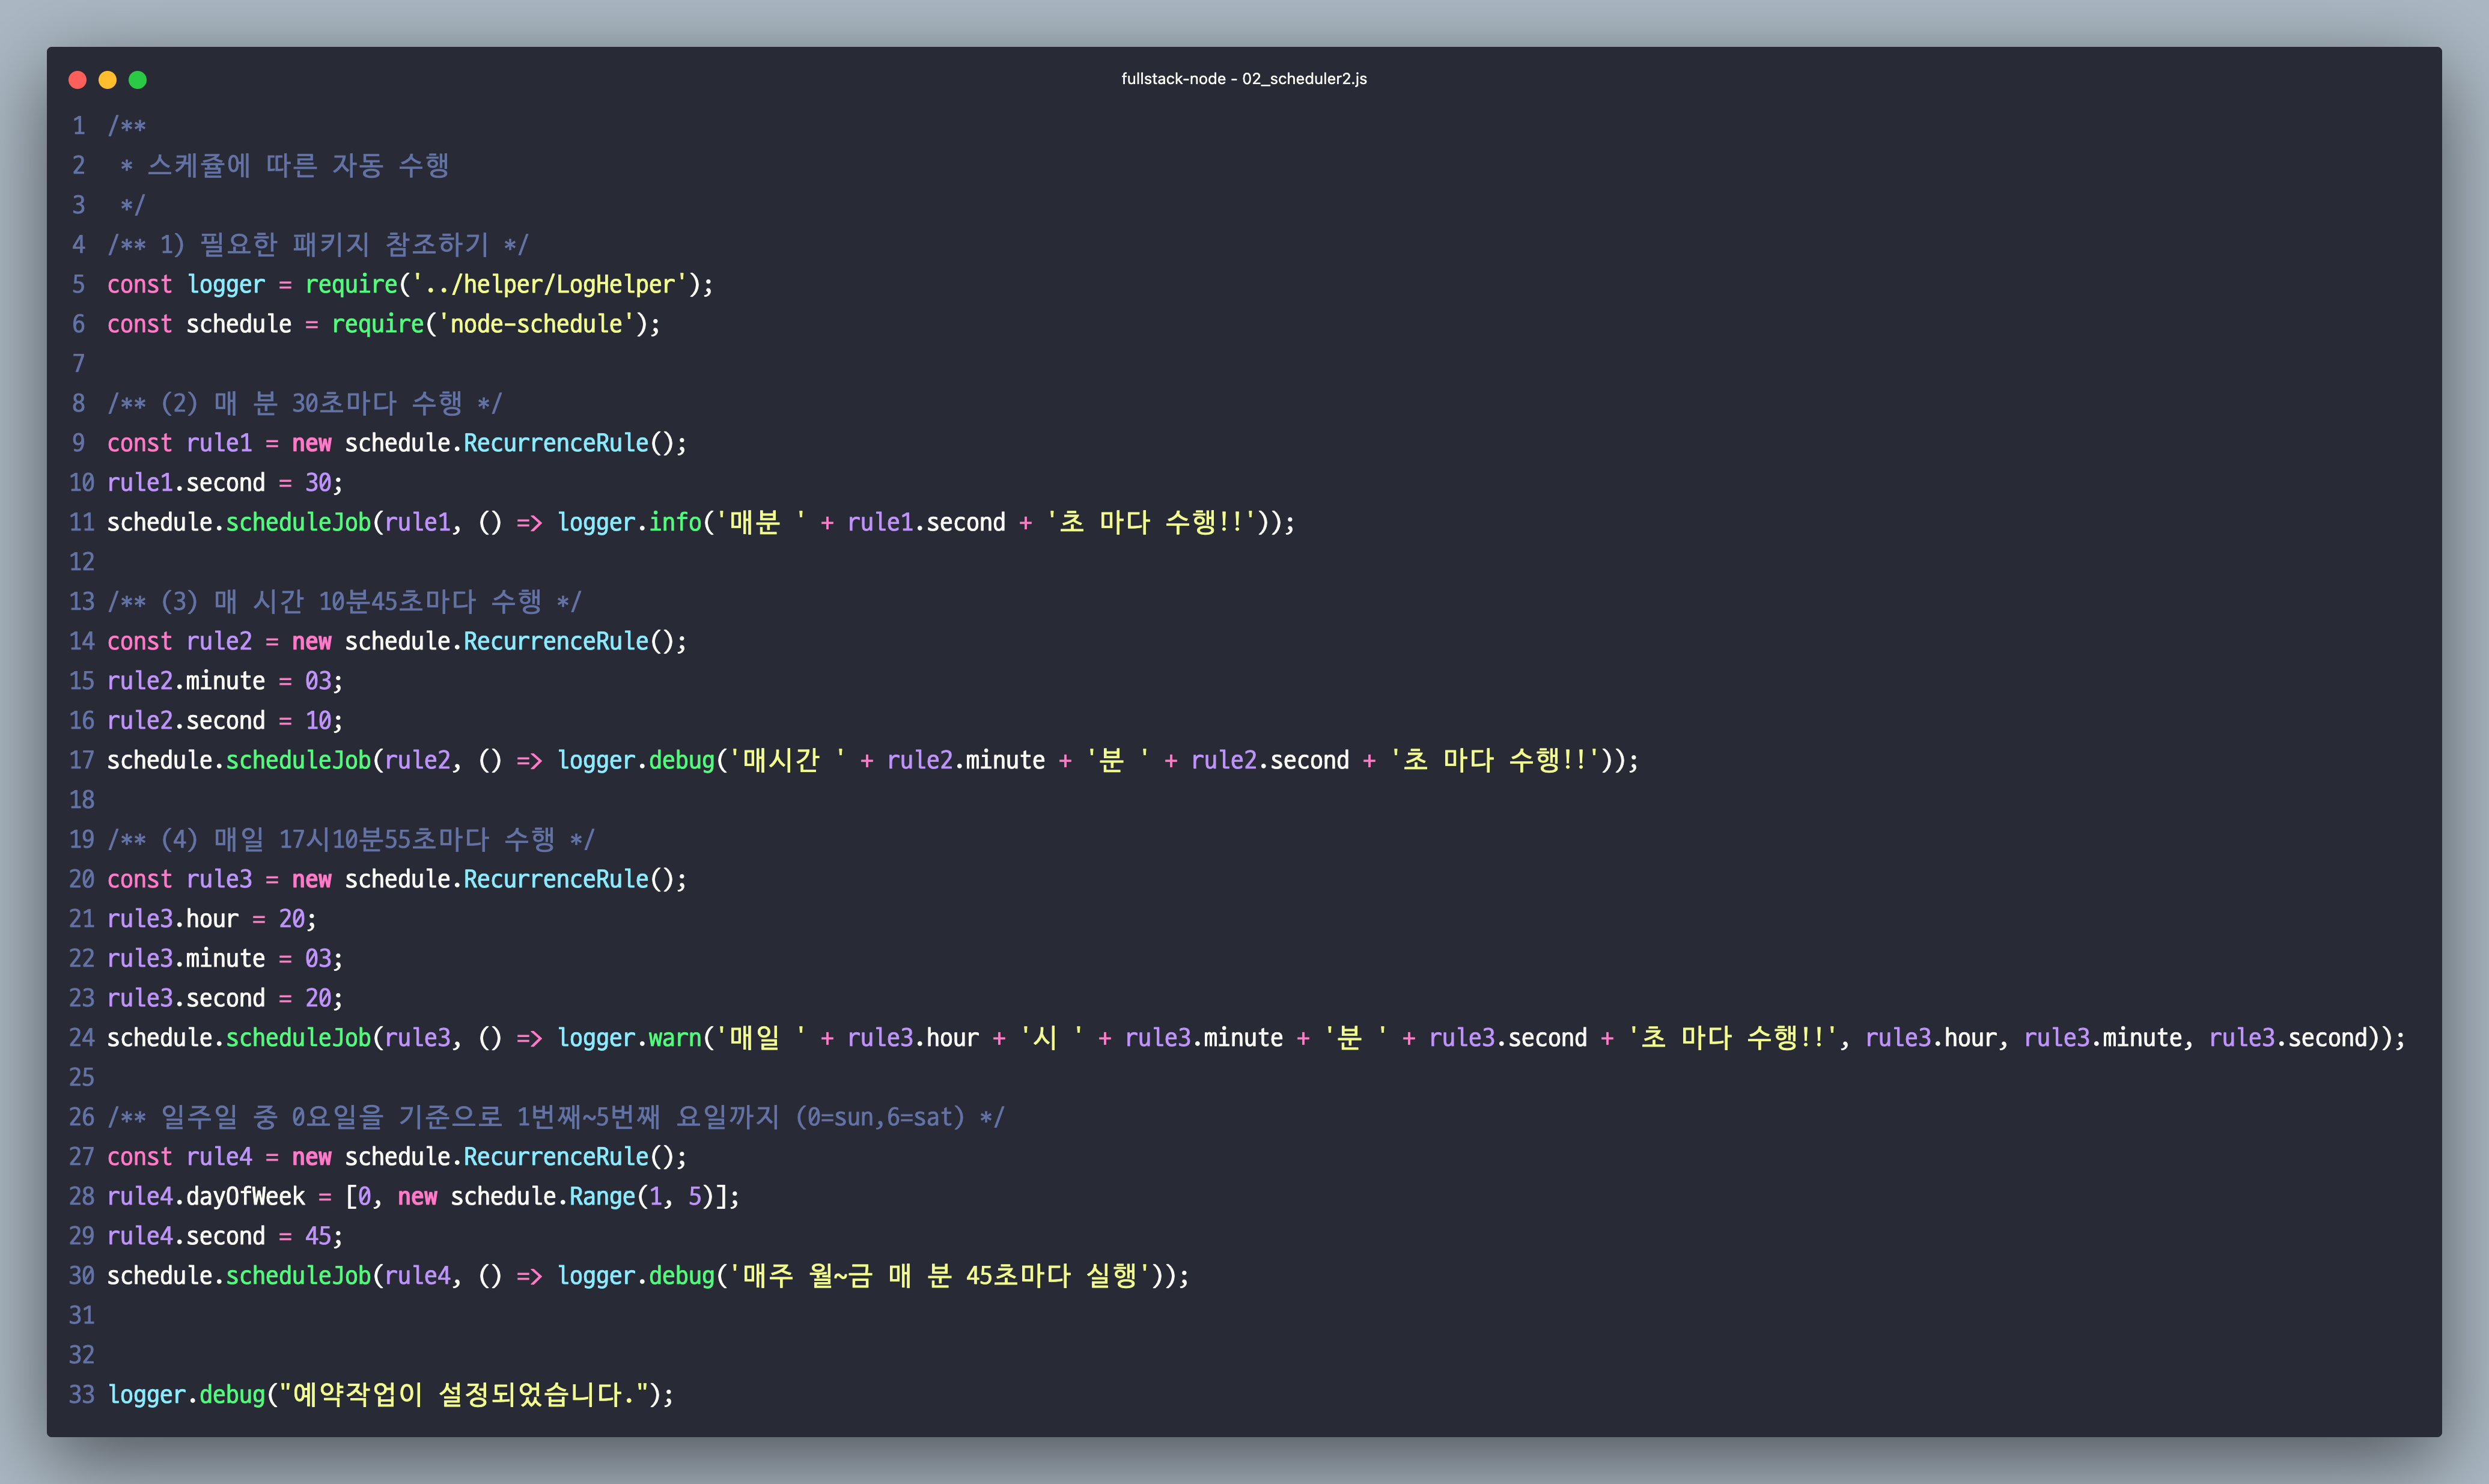 fullstack-node - 02_scheduler2.js
1 /**
2  * 스케쥴에 따른 자동 수행
3  */
4 /** 1) 필요한 패키지 참조하기 */
5 const logger = require('../helper/LogHelper');
6 const schedule = require('node-schedule');
7
8 /** (2) 매 분 30초마다 수행 */
9 const rule1 = new schedule.RecurrenceRule();
10 rule1.second = 30;
11 schedule.scheduleJob(rule1, () => logger.info('매분 ' + rule1.second + '초 마다 수행!!'));
12
13 /** (3) 매 시간 10분45초마다 수행 */
14 const rule2 = new schedule.RecurrenceRule();
15 rule2.minute = 03;
16 rule2.second = 10;
17 schedule.scheduleJob(rule2, () => logger.debug('매시간 ' + rule2.minute + '분 ' + rule2.second + '초 마다 수행!!'));
18
19 /** (4) 매일 17시10분55초마다 수행 */
20 const rule3 = new schedule.RecurrenceRule();
21 rule3.hour = 20;
22 rule3.minute = 03;
23 rule3.second = 20;
24 schedule.scheduleJob(rule3, () => logger.warn('매일 ' + rule3.hour + '시 ' + rule3.minute + '분 ' + rule3.second + '초 마다 수행!!', rule3.hour, rule3.minute, rule3.second));
25
26 /** 일주일 중 0요일을 기준으로 1번째~5번째 요일까지 (0=sun,6=sat) */
27 const rule4 = new schedule.RecurrenceRule();
28 rule4.dayOfWeek = [0, new schedule.Range(1, 5)];
29 rule4.second = 45;
30 schedule.scheduleJob(rule4, () => logger.debug('매주 월~금 매 분 45초마다 실행'));
31
32
33 logger.debug("예약작업이 설정되었습니다.");